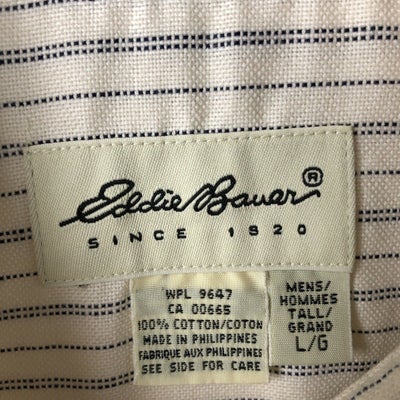 Eddie Bauer®
SINCE 1920
WPL 9647
CA 00665
100% COTTON/COTON
MADE IN PHILIPPINES
FABRIQUE AUX PHILIPPINES
SEE SIDE FOR CARE
MENS/
HOMMES
TALL/
GRAND
L/G